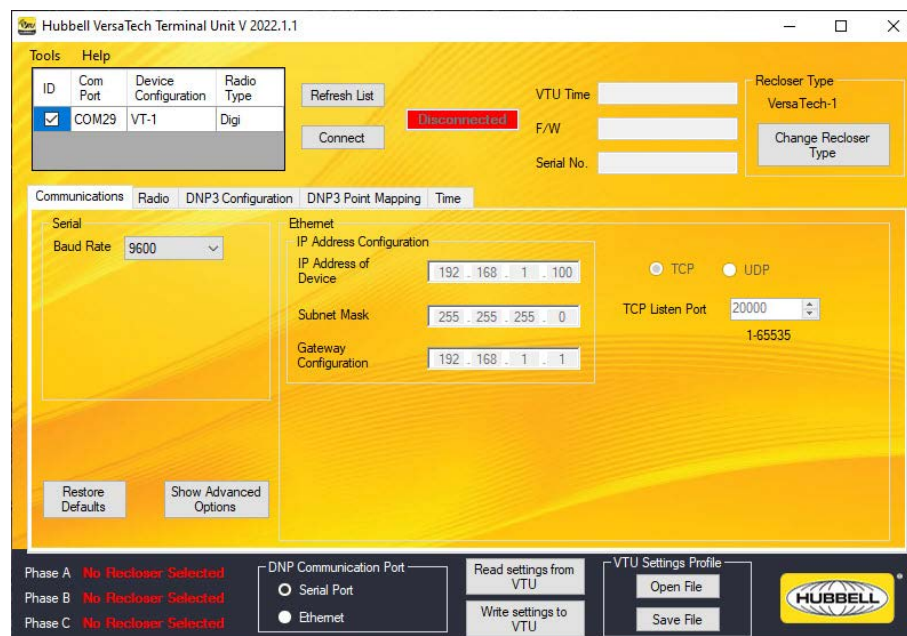 Hubbell VersaTech Terminal Unit V 2022.1.1
Tools Help
ID Com Port Device Configuration Radio Type
COM29 VT-1 Digi
Refresh List
Connect
Disconnected
VTU Time
F/W
Serial No.
Recloser Type
VersaTech-1
Change Recloser
Type
Communications Radio DNP3 Configuration DNP3 Point Mapping Time
Serial
Baud Rate 9600
Ethernet
IP Address Configuration
IP Address of
Device
192 . 168 . 1 . 100
Subnet Mask 255 . 255 . 255 . 0
Gateway
Configuration
192 . 168 . 1 . 1
TCP UDP
TCP Listen Port 20000
1-65535
Restore
Defaults
Show Advanced
Options
Phase A No Recloser Selected
Phase B No Recloser Selected
Phase C No Recloser Selected
DNP Communication Port
Serial Port
Ethernet
Read settings from
VTU
Write settings to
VTU
VTU Settings Profile
Open File
Save File
HUBBELL